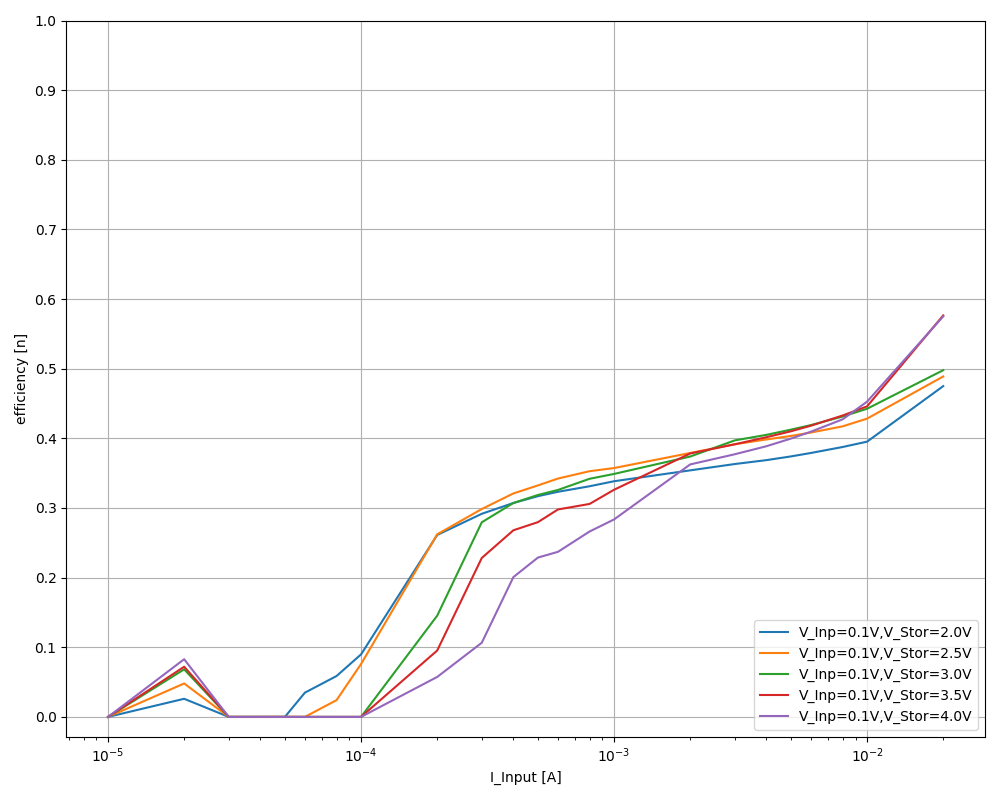 1.0
0.9
0.8
0.7
0.6
0.5
0.4
0.3
0.2
0.1
0.0
efficiency [n]
10⁻⁵
10⁻⁴
10⁻³
10⁻²
I_Input [A]
V_Inp=0.1V,V_Stor=2.0V
V_Inp=0.1V,V_Stor=2.5V
V_Inp=0.1V,V_Stor=3.0V
V_Inp=0.1V,V_Stor=3.5V
V_Inp=0.1V,V_Stor=4.0V